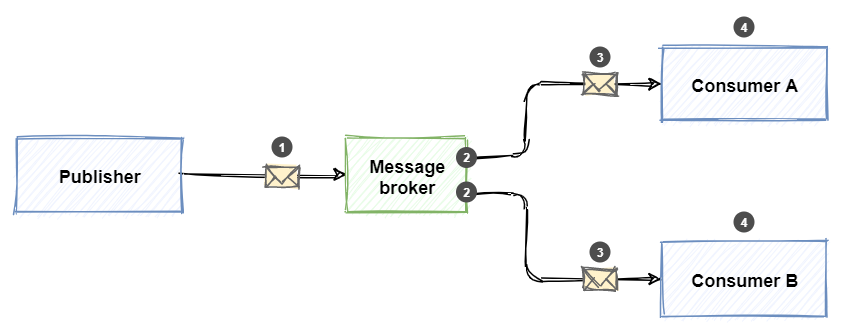 4
3
Consumer A
1
Publisher
Message
broker
2
2
4
3
Consumer B